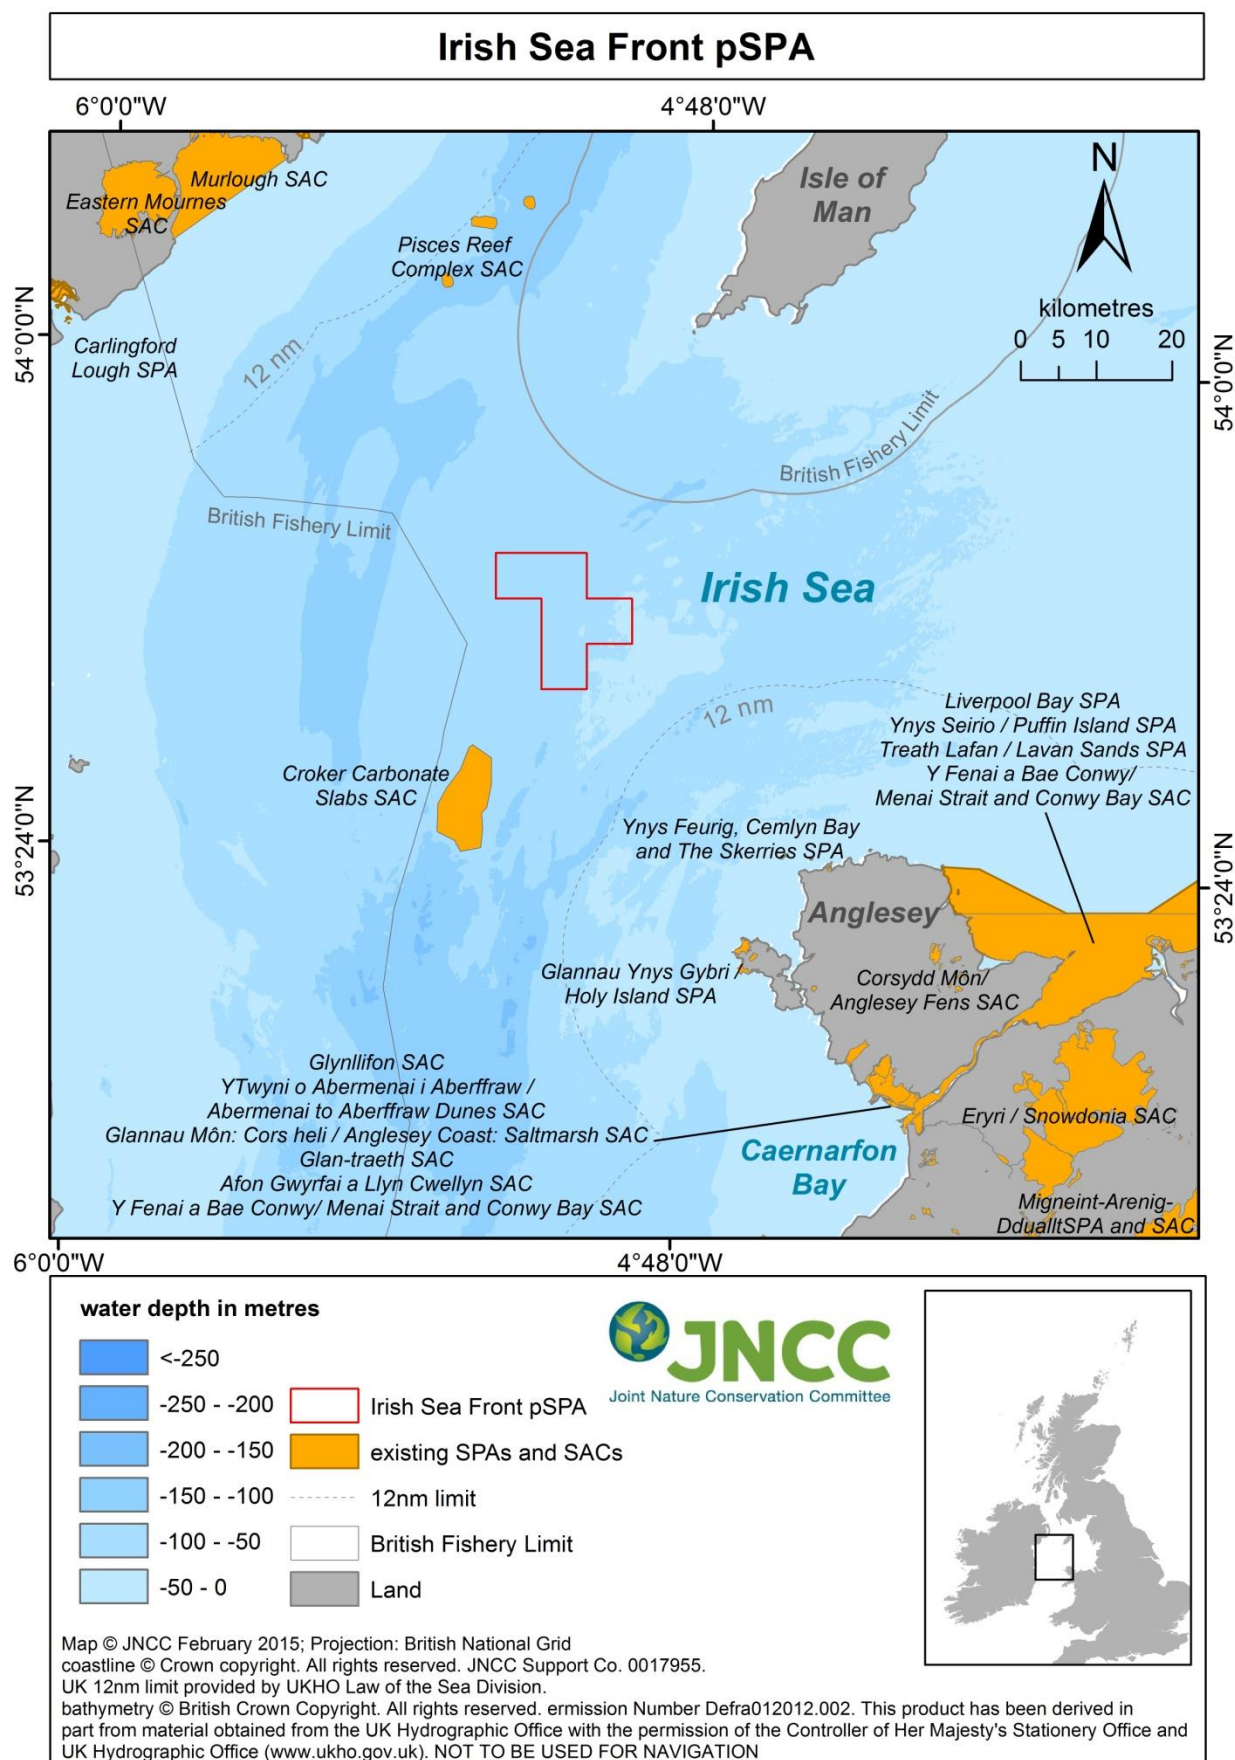 Irish Sea Front pSPA
6°0'0"W
4°48'0"W
N
kilometres
0 5 10 20
Isle of
Man
Murlough SAC
Eastern Mournes
SAC
Pisces Reef
Complex SAC
54°0'0"N
54°0'0"N
Carlingford
Lough SPA
12 nm
British Fishery Limit
British Fishery Limit
Irish Sea
12 nm
Liverpool Bay SPA
Ynys Seirio / Puffin Island SPA
Treath Lafan / Lavan Sands SPA
Y Fenai a Bae Conwy/
Menai Strait and Conwy Bay SAC
Croker Carbonate
Slabs SAC
53°24'0"N
53°24'0"N
Ynys Feurig, Cemlyn Bay
and The Skerries SPA
Anglesey
Glannau Ynys Gybri /
Holy Island SPA
Corsydd Môn/
Anglesey Fens SAC
Glynllifon SAC
YTwyni o Abermenai i Aberffraw /
Abermenai to Aberffraw Dunes SAC
Glannau Môn: Cors heli / Anglesey Coast: Saltmarsh SAC
Glan-traeth SAC
Afon Gwyrfai a Llyn Cwellyn SAC
Y Fenai a Bae Conwy/ Menai Strait and Conwy Bay SAC
Eryri / Snowdonia SAC
Caernarfon
Bay
Migneint-Arenig-
DdualltSPA and SAC
6°0'0"W
4°48'0"W
water depth in metres
<-250
-250 - -200
-200 - -150
-150 - -100
-100 - -50
-50 - 0
Irish Sea Front pSPA
existing SPAs and SACs
12nm limit
British Fishery Limit
Land
JNCC
Joint Nature Conservation Committee
Map © JNCC February 2015; Projection: British National Grid
coastline © Crown copyright. All rights reserved. JNCC Support Co. 0017955.
UK 12nm limit provided by UKHO Law of the Sea Division.
bathymetry © British Crown Copyright. All rights reserved. ermission Number Defra012012.002. This product has been derived in
part from material obtained from the UK Hydrographic Office with the permission of the Controller of Her Majesty's Stationery Office and
UK Hydrographic Office (www.ukho.gov.uk). NOT TO BE USED FOR NAVIGATION